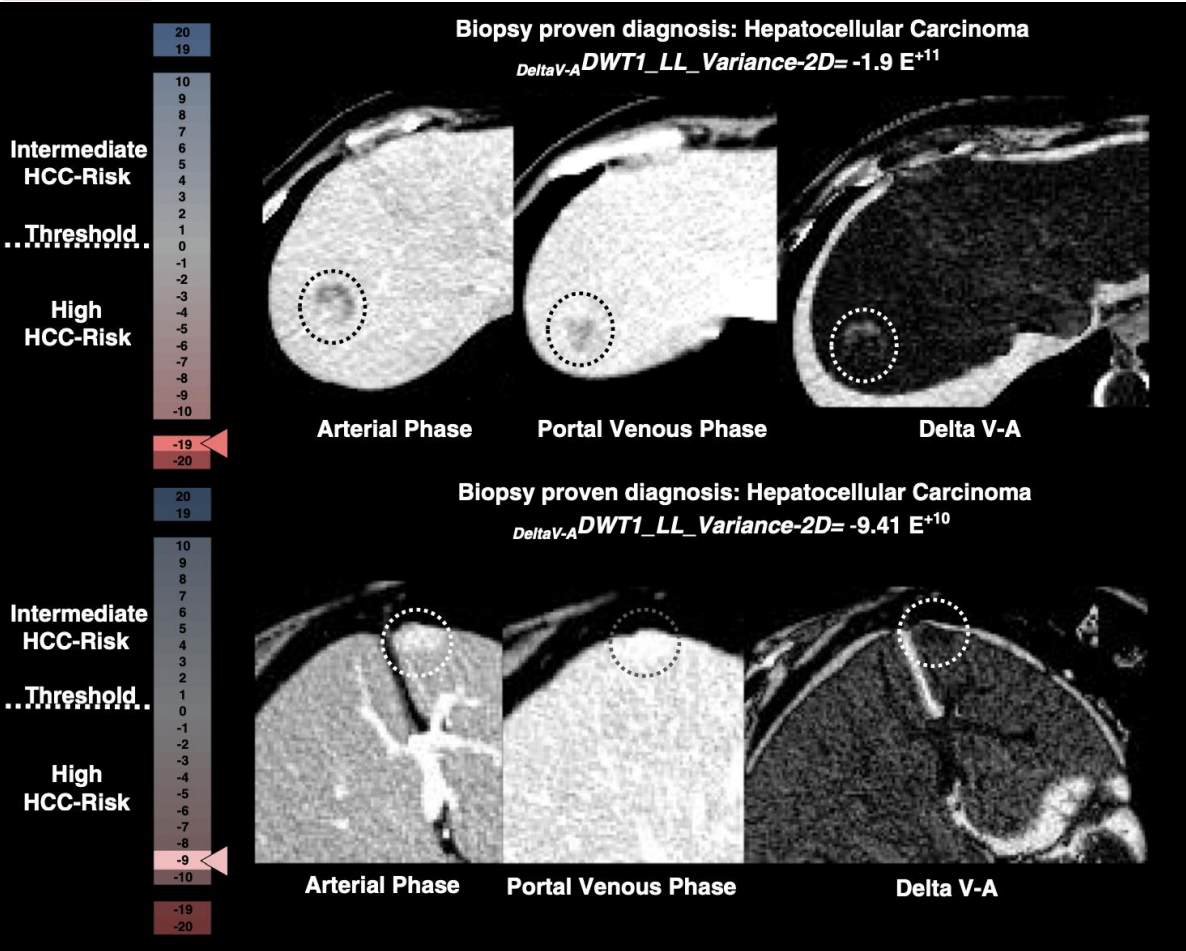 Biopsy proven diagnosis: Hepatocellular Carcinoma
DeltaV-ADWT1_LL_Variance-2D= -1.9 E+11
20
19
10
9
8
7
6
5
4
3
2
1
0
-1
-2
-3
-4
-5
-6
-7
-8
-9
-10
-19
-20
Intermediate
HCC-Risk
Threshold
High
HCC-Risk
Arterial Phase
Portal Venous Phase
Delta V-A
Biopsy proven diagnosis: Hepatocellular Carcinoma
DeltaV-ADWT1_LL_Variance-2D= -9.41 E+10
20
19
10
9
8
7
6
5
4
3
2
1
0
-1
-2
-3
-4
-5
-6
-7
-8
-9
-10
-19
-20
Intermediate
HCC-Risk
Threshold
High
HCC-Risk
Arterial Phase
Portal Venous Phase
Delta V-A